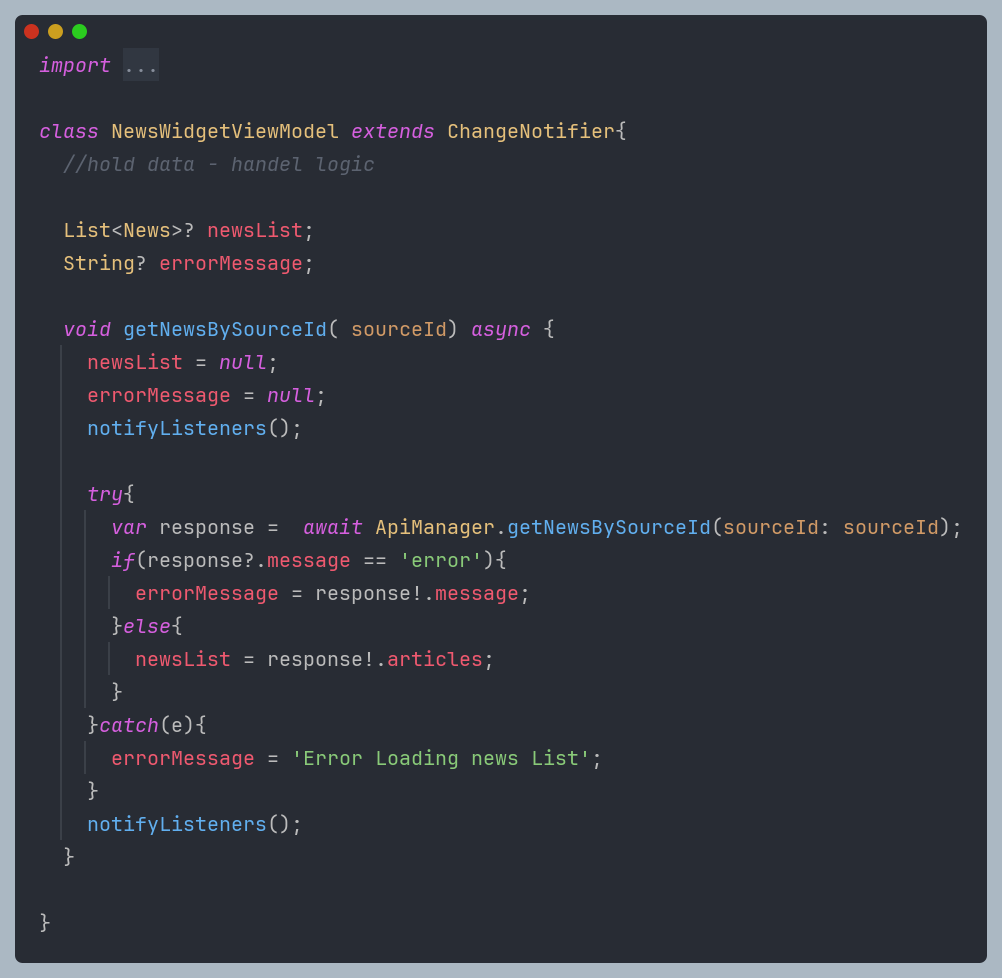 import ...
class NewsWidgetViewModel extends ChangeNotifier{
//hold data - handel logic
List<News>? newsList;
String? errorMessage;
void getNewsBySourceId( sourceId) async {
newsList = null;
errorMessage = null;
notifyListeners();
try{
var response =  await ApiManager.getNewsBySourceId(sourceId: sourceId);
if(response?.message == 'error'){
errorMessage = response!.message;
}else{
newsList = response!.articles;
}
}catch(e){
errorMessage = 'Error Loading news List';
}
notifyListeners();
}
}